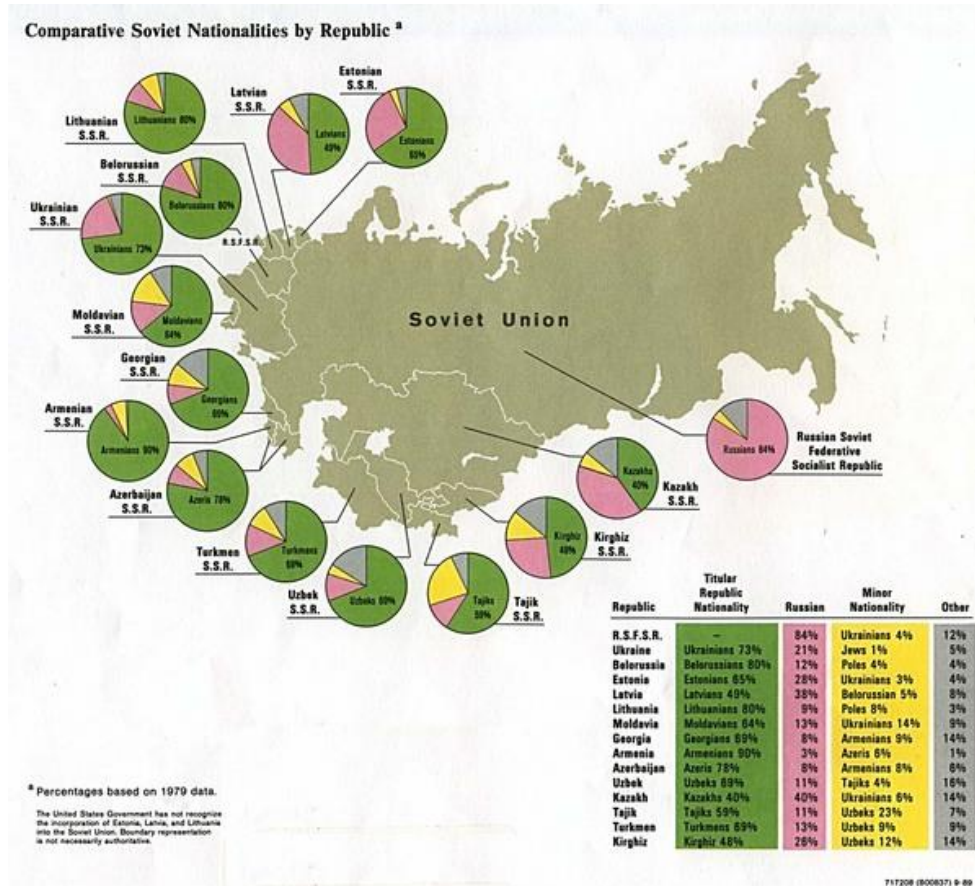 Comparative Soviet Nationalities by Republic a
Lithuanian
S.S.R.
Lithuanians 80%
Latvian
S.S.R.
Latvians
49%
Estonian
S.S.R.
Estonians
65%
Belorussian
S.S.R.
Belorussians 80%
Ukrainian
S.S.R.
Ukrainians 73%
R.S.F.S.R.
Moldavian
S.S.R.
Moldavians
64%
Soviet Union
Georgian
S.S.R.
Georgians
69%
Armenian
S.S.R.
Armenians 90%
Azerbaijan
S.S.R.
Azeris 78%
Russians 84%
Russian Soviet
Federative
Socialist Republic
Kazakhs
40%
Kazakh
S.S.R.
Turkmen
S.S.R.
Turkmens
69%
Kirghiz
48%
Kirghiz
S.S.R.
Uzbek
S.S.R.
Uzbeks 69%
Tajiks
59%
Tajik
S.S.R.
Republic Titular Republic Nationality Russian Minor Nationality Other
R.S.F.S.R. – 84% Ukrainians 4% 12%
Ukraine Ukrainians 73% 21% Jews 1% 5%
Belorussia Belorussians 80% 12% Poles 4% 4%
Estonia Estonians 65% 28% Ukrainians 3% 4%
Latvia Latvians 49% 38% Belorussian 5% 8%
Lithuania Lithuanians 80% 9% Poles 8% 3%
Moldavia Moldavians 64% 13% Ukrainians 14% 9%
Georgia Georgians 69% 8% Armenians 9% 14%
Armenia Armenians 90% 3% Azeris 6% 1%
Azerbaijan Azeris 78% 8% Armenians 8% 6%
Uzbek Uzbeks 69% 11% Tajiks 4% 16%
Kazakh Kazakhs 40% 40% Ukrainians 6% 14%
Tajik Tajiks 59% 11% Uzbeks 23% 7%
Turkmen Turkmens 69% 13% Uzbeks 9% 9%
Kirghiz Kirghiz 48% 26% Uzbeks 12% 14%
a Percentages based on 1979 data.
The United States Government has not recognized
the incorporation of Estonia, Latvia, and Lithuania
into the Soviet Union. Boundary representation
is not necessarily authoritative.
717208 (B00837) 9-89